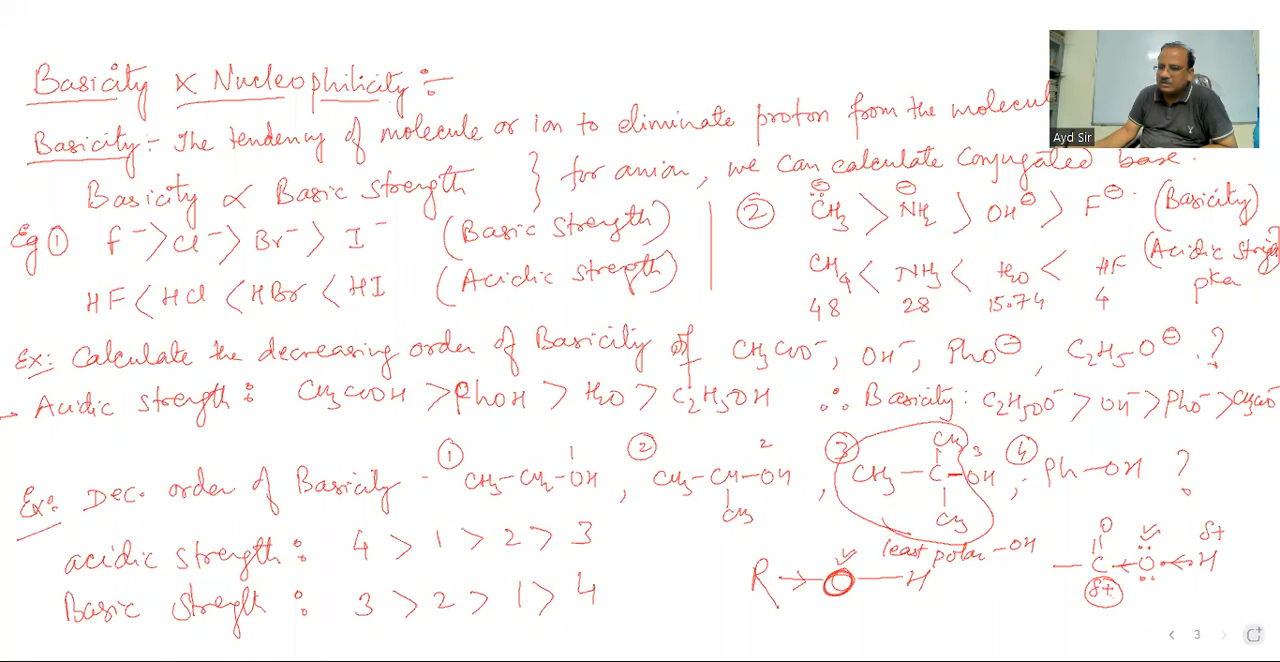 Basicity & Nucleophilicity :-
Basicity :- The tendency of molecule or ion to eliminate proton from the molecul
Ayd Sir
Basicity ∝ Basic strength } for anion, we can calculate conjugated base.
Eg ① f⁻ > Cl⁻ > Br⁻ > I⁻ (Basic strength)
HF < HCl < HBr < HI (Acidic strength)
② CH₃⊖ > NH₂⊖ > OH⊖ > F⊖ (Basicity)
CH₄ < NH₃ < H₂O < HF (Acidic streng
48 28 15.74 4 pka
Ex: Calculate the decreasing order of Basicity of CH₃COO⁻, OH⁻, PhO⊖, C₂H₅O⊖ ?
Acidic strength : CH₃COOH > PhOH > H₂O > C₂H₅OH ∴ Basicity : C₂H₅O⁻ > OH⁻ > PhO⁻ > CH₃COO⁻
Ex: Dec. order of Basicity - ① CH₃-CH₂-OH 1, ② CH₃-CH-OH 2, ③ CH₃-C-OH 3, ④ Ph-OH ?
CH₃ CH₃ CH₃
acidic strength : 4 > 1 > 2 > 3
least polar -OH
Basic strength : 3 > 2 > 1 > 4
R→O-H
O δ+
-C←O←H
δ+
3